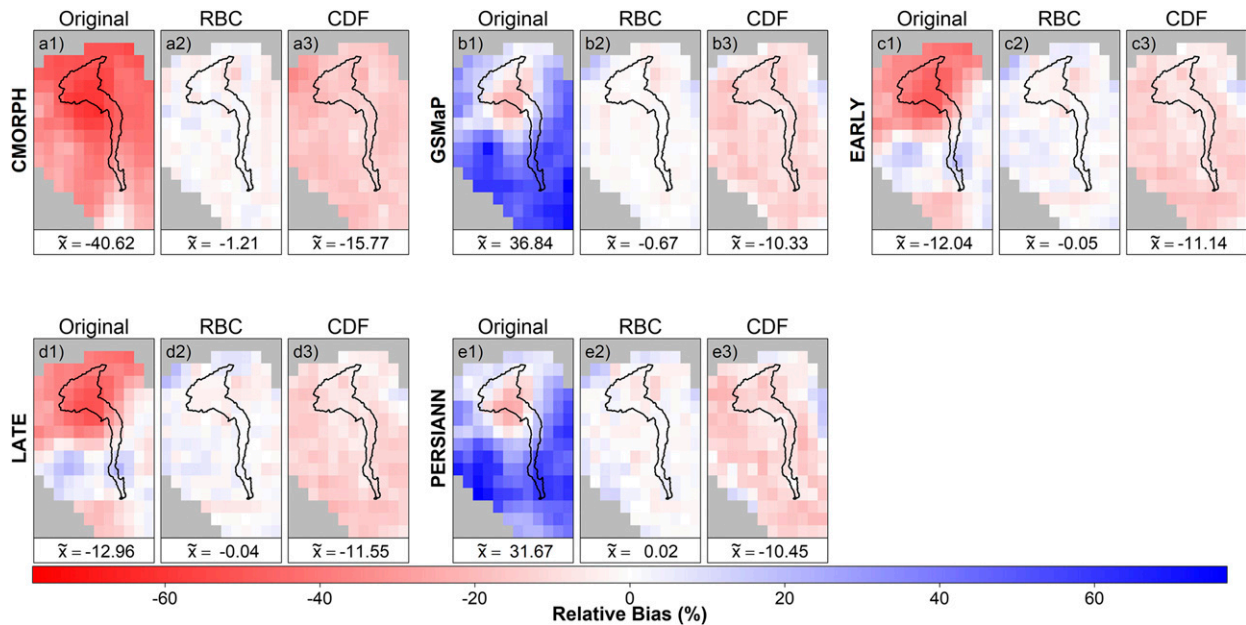 Original RBC CDF
Original RBC CDF
Original RBC CDF
a1) a2) a3)
b1) b2) b3)
c1) c2) c3)
CMORPH
GSMaP
EARLY
x̃ = -40.62 x̃ = -1.21 x̃ = -15.77
x̃ = 36.84 x̃ = -0.67 x̃ = -10.33
x̃ = -12.04 x̃ = -0.05 x̃ = -11.14
Original RBC CDF
Original RBC CDF
d1) d2) d3)
e1) e2) e3)
LATE
PERSIANN
x̃ = -12.96 x̃ = -0.04 x̃ = -11.55
x̃ = 31.67 x̃ = 0.02 x̃ = -10.45
-60 -40 -20 0 20 40 60
Relative Bias (%)